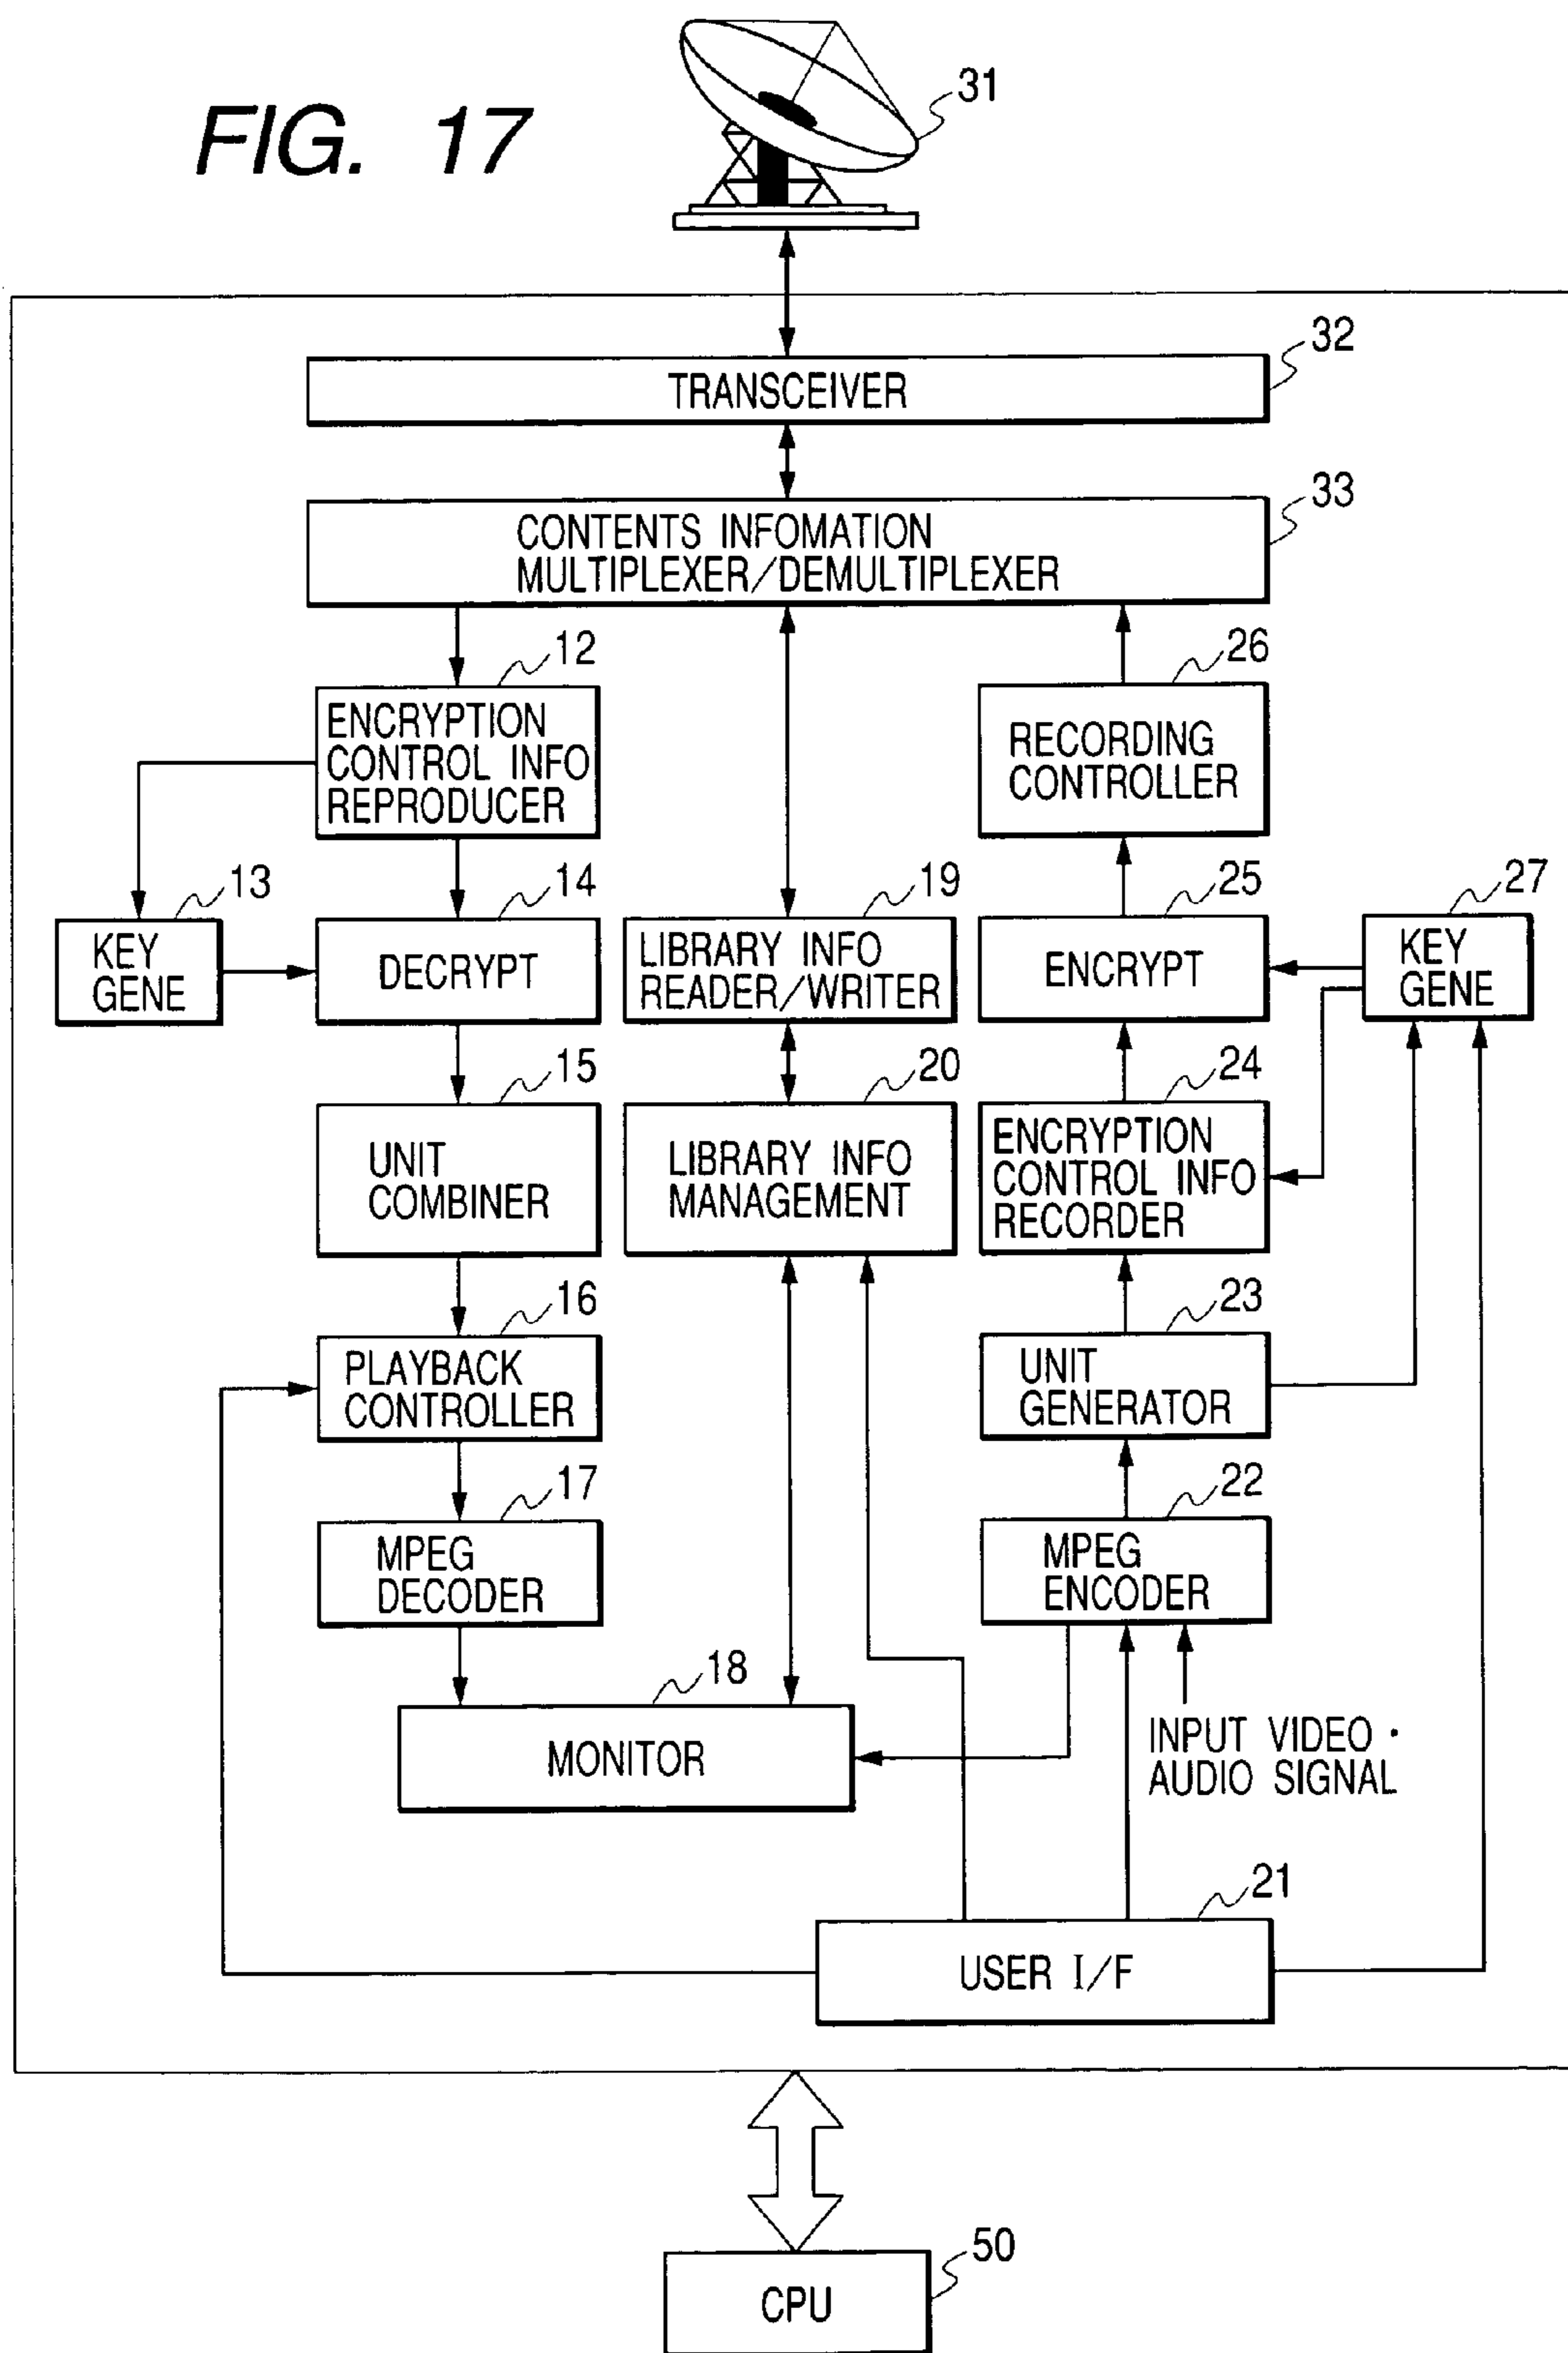 FIG. 17
31
32
TRANSCEIVER
33
CONTENTS INFOMATION
MULTIPLEXER/DEMULTIPLEXER
12
ENCRYPTION
CONTROL INFO
REPRODUCER
26
RECORDING
CONTROLLER
13
KEY
GENE
14
DECRYPT
19
LIBRARY INFO
READER/WRITER
25
ENCRYPT
27
KEY
GENE
15
UNIT
COMBINER
20
LIBRARY INFO
MANAGEMENT
24
ENCRYPTION
CONTROL INFO
RECORDER
16
PLAYBACK
CONTROLLER
23
UNIT
GENERATOR
17
MPEG
DECODER
22
MPEG
ENCODER
18
MONITOR
INPUT VIDEO ·
AUDIO SIGNAL
21
USER I/F
50
CPU